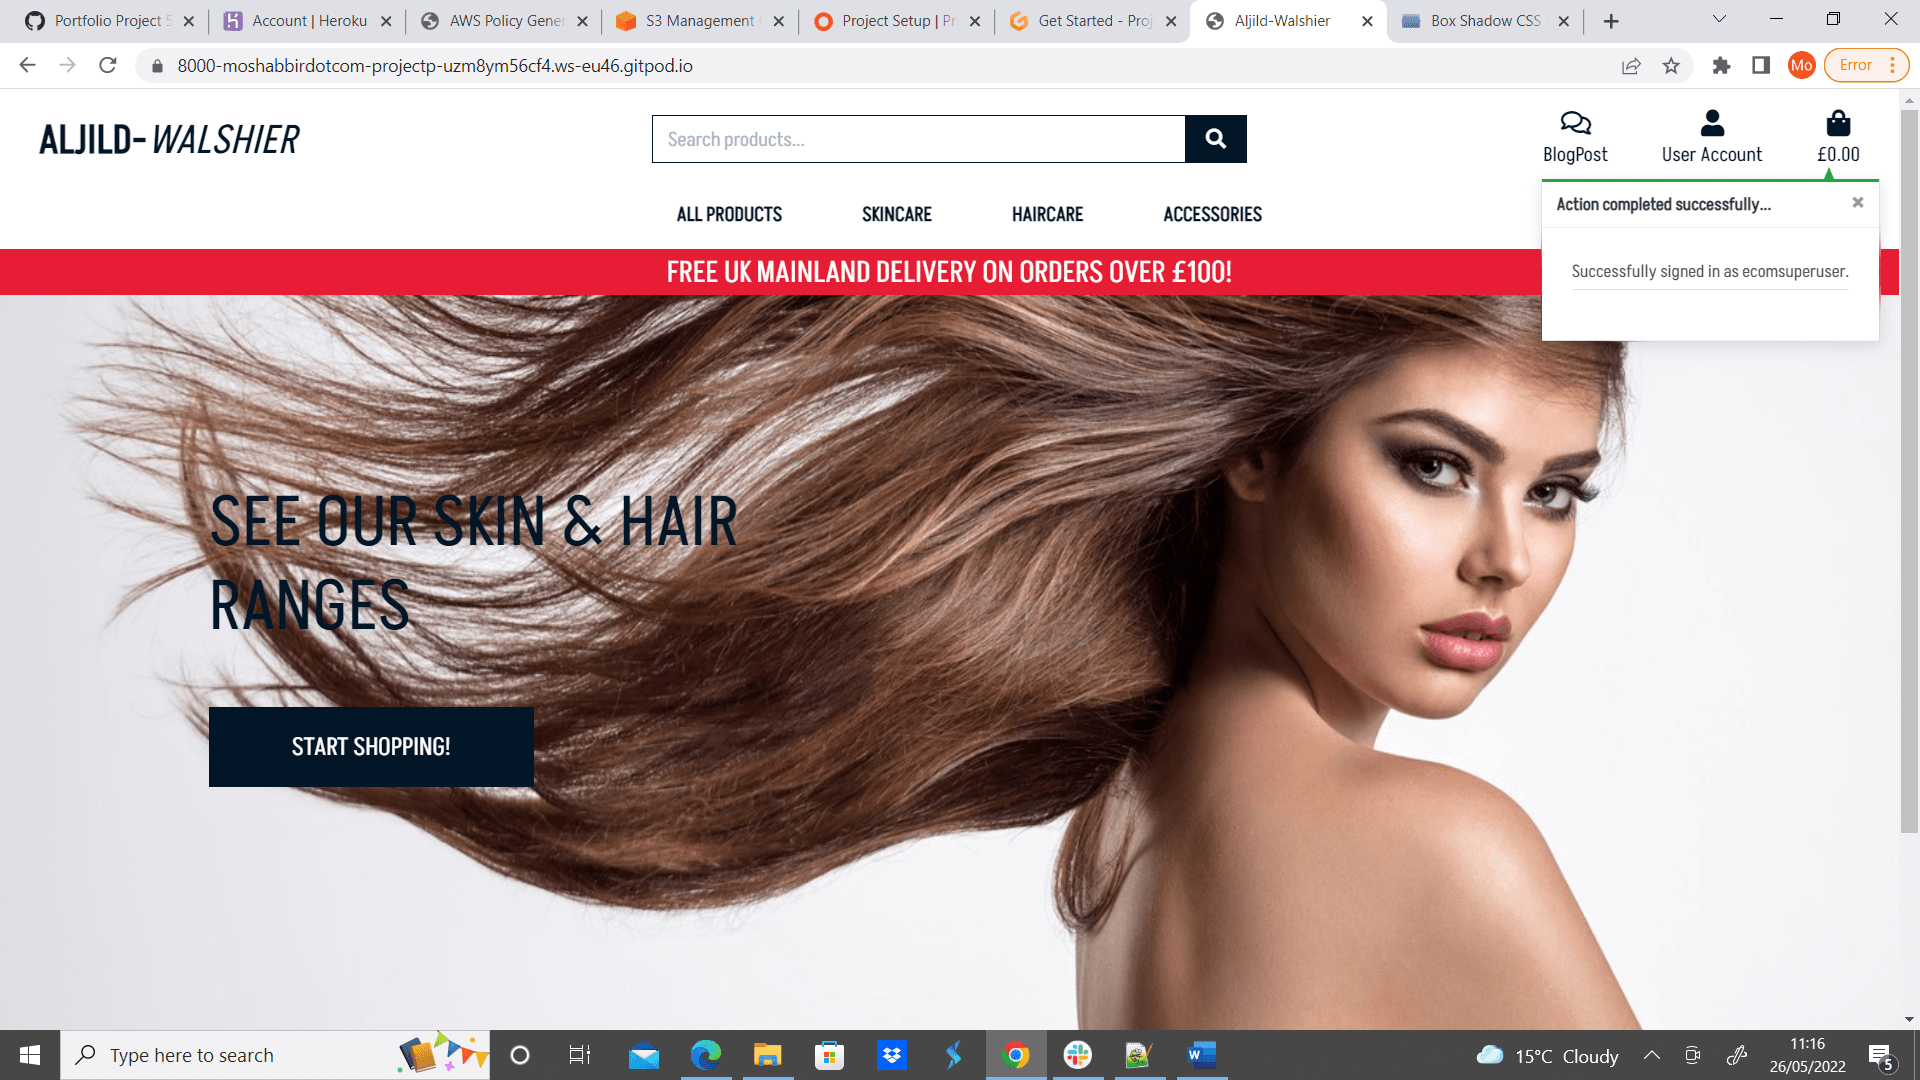 Portfolio Project 5
Account | Heroku
AWS Policy Gener
S3 Management
Project Setup | Pr
Get Started - Proj
Aljild-Walshier
Box Shadow CSS
8000-moshabbirdotcom-projectp-uzm8ym56cf4.ws-eu46.gitpod.io
Mo
Error
ALJILD-WALSHIER
Search products...
BlogPost
User Account
£0.00
ALL PRODUCTS
SKINCARE
HAIRCARE
ACCESSORIES
Action completed successfully...
Successfully signed in as ecomsuperuser.
FREE UK MAINLAND DELIVERY ON ORDERS OVER £100!
SEE OUR SKIN & HAIR
RANGES
START SHOPPING!
Type here to search
15°C Cloudy
11:16
26/05/2022
5